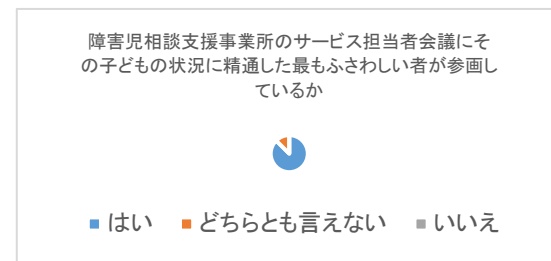 障害児相談支援事業所のサービス担当者会議にそ
の子どもの状況に精通した最もふさわしい者が参画し
ているか
はい どちらとも言えない いいえ